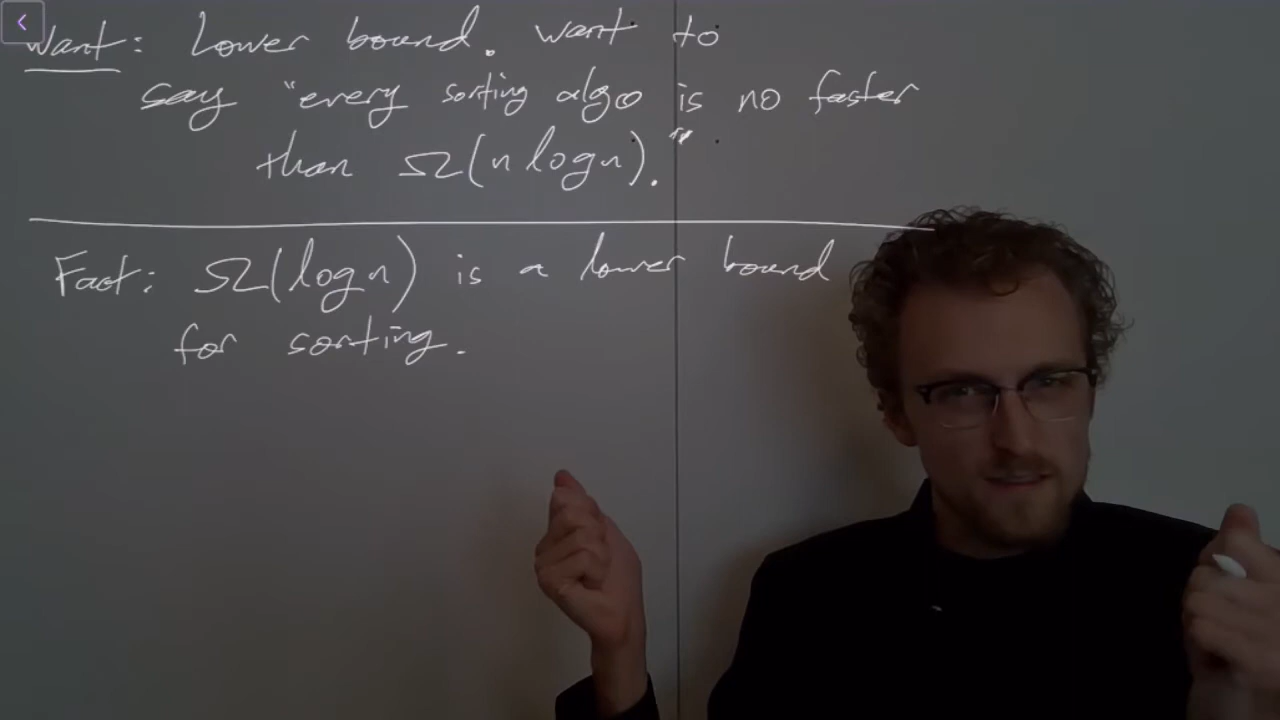 Want: Lower bound. want to
say "every sorting algo is no faster
than Ω(n log n)."
Fact: Ω(log n) is a lower bound
for sorting.